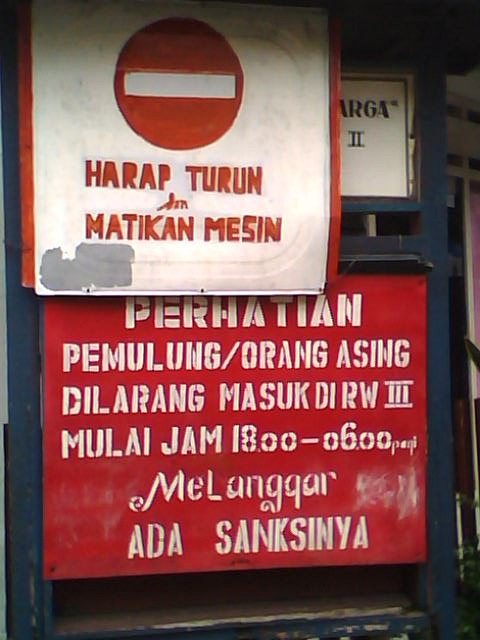 HARAP TURUN
dan
MATIKAN MESIN
ARGA"
II
PERHATIAN
PEMULUNG/ORANG ASING
DILARANG MASUK DI RW III
MULAI JAM 18.00 - 06.00 pagi
MeLanggar
ADA SANKSINYA